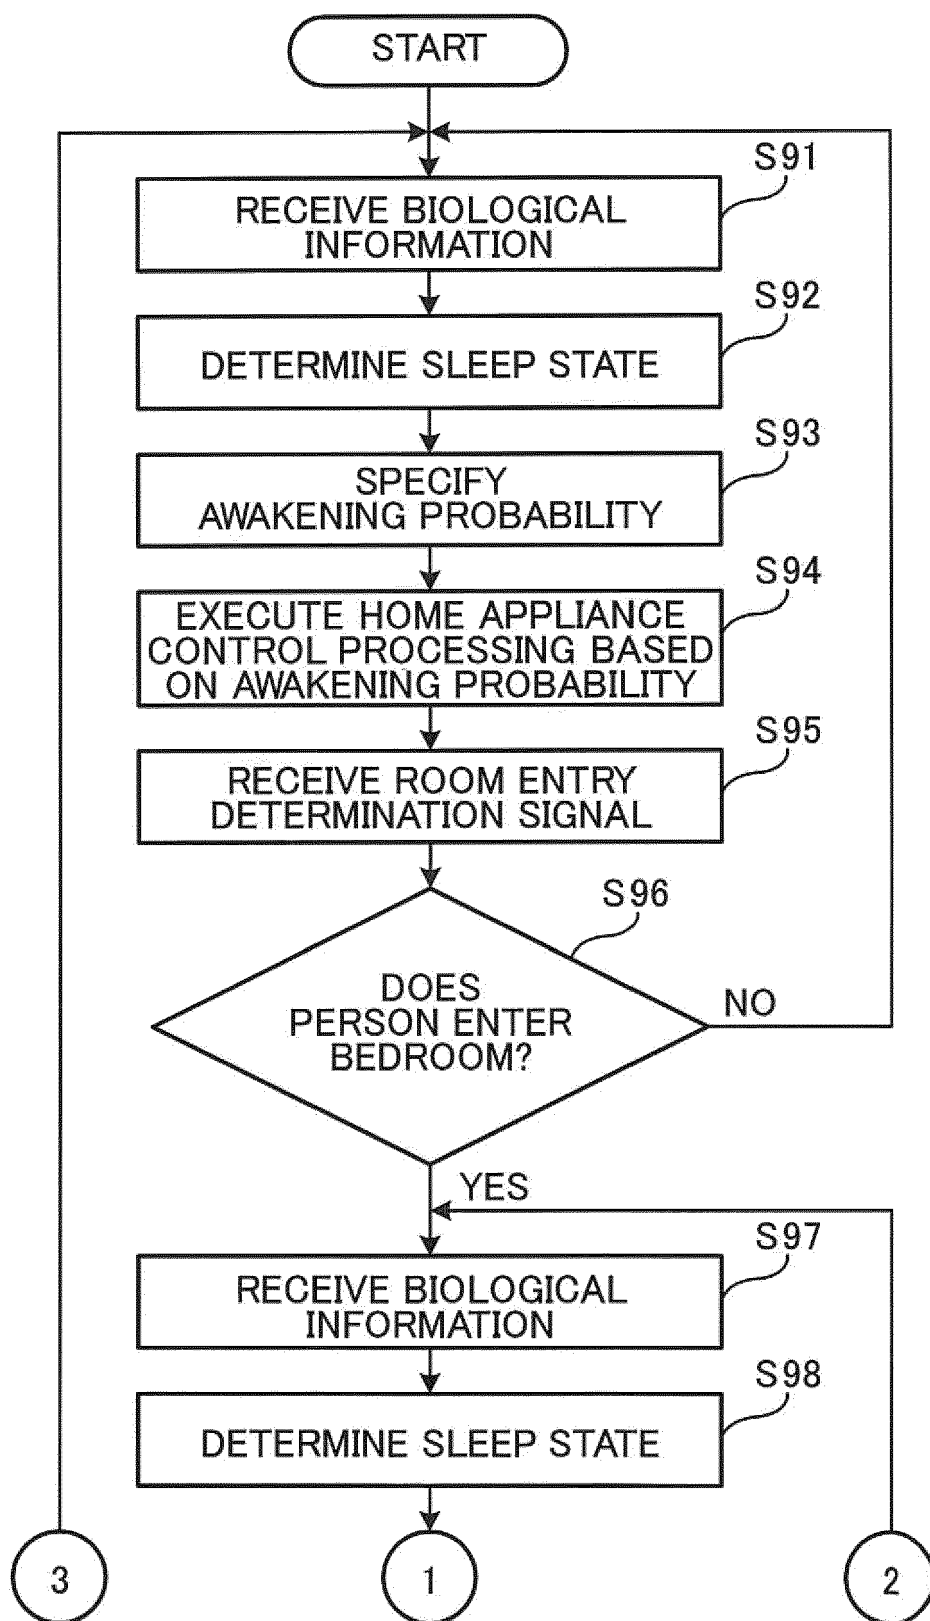 START
S91
RECEIVE BIOLOGICAL
INFORMATION
S92
DETERMINE SLEEP STATE
S93
SPECIFY
AWAKENING PROBABILITY
S94
EXECUTE HOME APPLIANCE
CONTROL PROCESSING BASED
ON AWAKENING PROBABILITY
S95
RECEIVE ROOM ENTRY
DETERMINATION SIGNAL
S96
DOES
PERSON ENTER
BEDROOM?
NO
YES
S97
RECEIVE BIOLOGICAL
INFORMATION
S98
DETERMINE SLEEP STATE
3
1
2